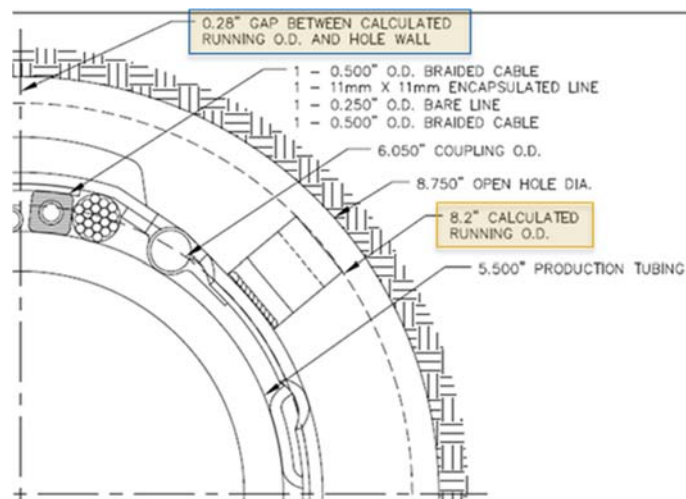 0.28" GAP BETWEEN CALCULATED
RUNNING O.D. AND HOLE WALL
1 - 0.500" O.D. BRAIDED CABLE
1 - 11mm X 11mm ENCAPSULATED LINE
1 - 0.250" O.D. BARE LINE
1 - 0.500" O.D. BRAIDED CABLE
6.050" COUPLING O.D.
8.750" OPEN HOLE DIA.
8.2" CALCULATED
RUNNING O.D.
5.500" PRODUCTION TUBING